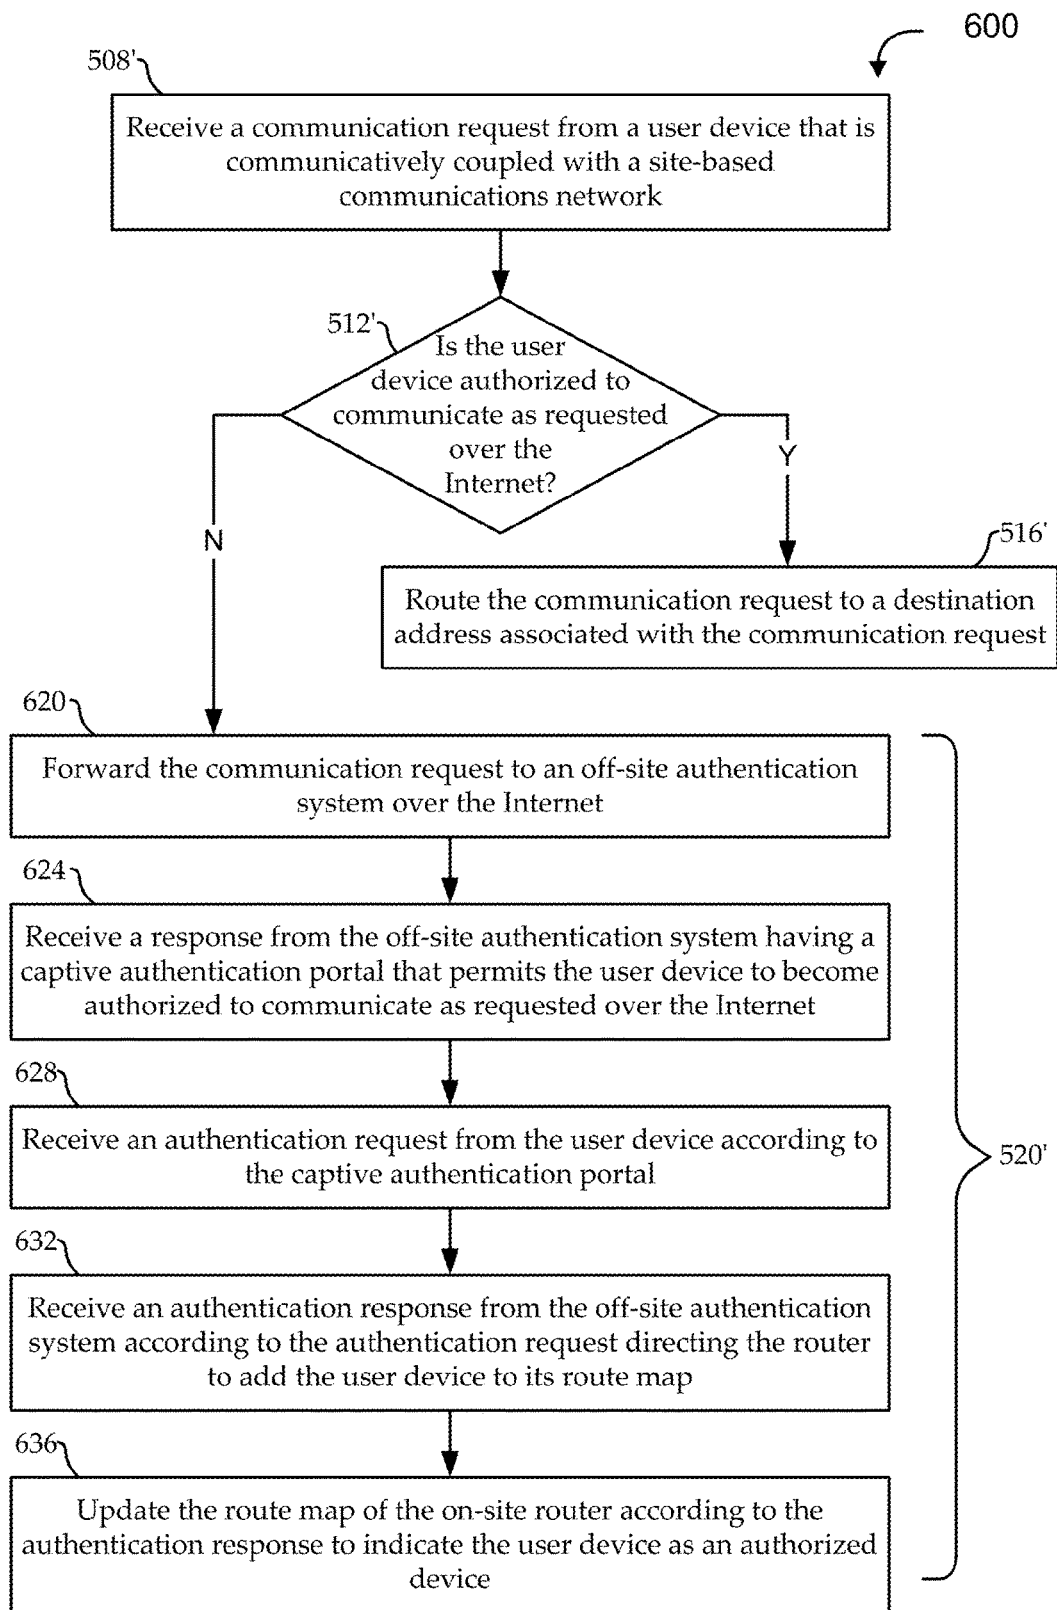 600
508'
Receive a communication request from a user device that is
communicatively coupled with a site-based
communications network
512'
Is the user
device authorized to
communicate as requested
over the
Internet?
Y
N
516'
Route the communication request to a destination
address associated with the communication request
620
Forward the communication request to an off-site authentication
system over the Internet
624
Receive a response from the off-site authentication system having a
captive authentication portal that permits the user device to become
authorized to communicate as requested over the Internet
628
Receive an authentication request from the user device according to
the captive authentication portal
520'
632
Receive an authentication response from the off-site authentication
system according to the authentication request directing the router
to add the user device to its route map
636
Update the route map of the on-site router according to the
authentication response to indicate the user device as an authorized
device